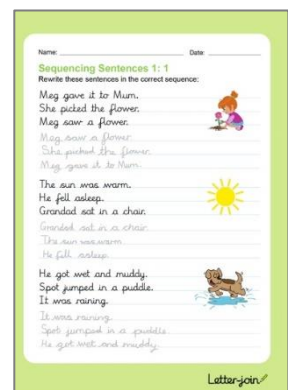 Name: Date:
Sequencing Sentences 1: 1
Rewrite these sentences in the correct sequence:
Meg gave it to Mum.
She picked the flower.
Meg saw a flower.
Meg saw a flower.
She picked the flower.
Meg gave it to Mum.
The sun was warm.
He fell asleep.
Grandad sat in a chair.
Grandad sat in a chair.
The sun was warm.
He fell asleep.
He got wet and muddy.
Spot jumped in a puddle.
It was raining.
It was raining.
Spot jumped in a puddle.
He got wet and muddy.
Letter-join